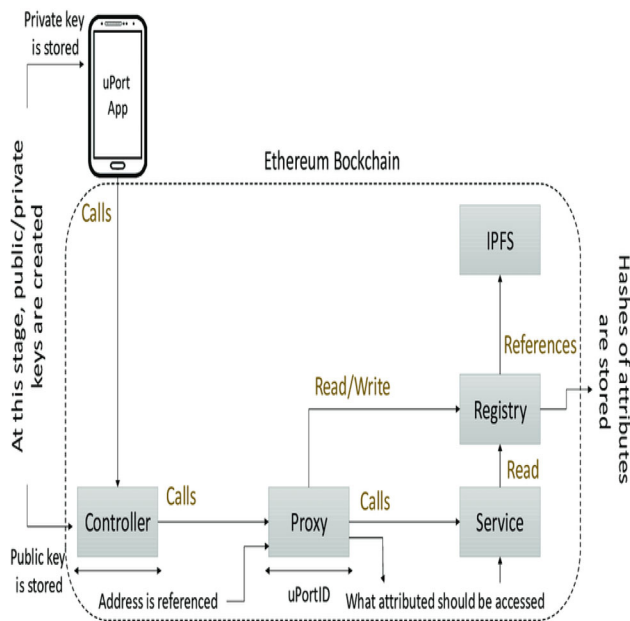 Private key
is stored
uPort
App
At this stage, public/private
keys are created
Ethereum Bockchain
Calls
IPFS
References
Hashes of attributes
are stored
Read/Write
Registry
Read
Controller
Calls
Proxy
Calls
Service
Public key
is stored
Address is referenced
uPortID
What attributed should be accessed